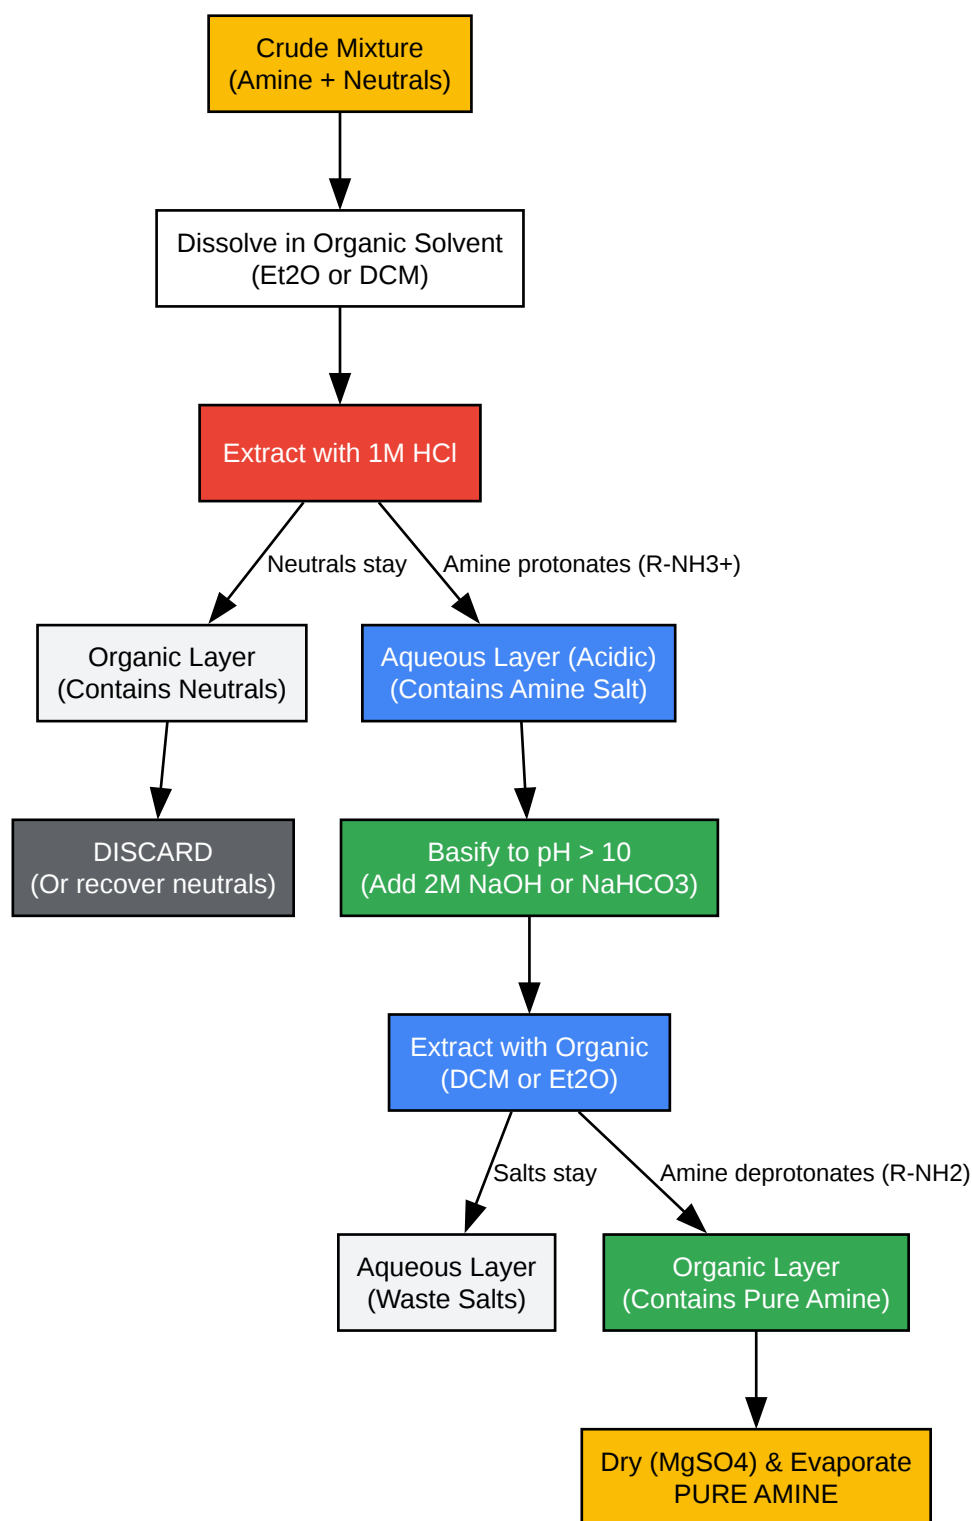 Crude Mixture
(Amine + Neutrals)
Dissolve in Organic Solvent
(Et2O or DCM)
Extract with 1M HCl
Neutrals stay
Amine protonates (R-NH3+)
Organic Layer
(Contains Neutrals)
Aqueous Layer (Acidic)
(Contains Amine Salt)
DISCARD
(Or recover neutrals)
Basify to pH > 10
(Add 2M NaOH or NaHCO3)
Extract with Organic
(DCM or Et2O)
Salts stay
Amine deprotonates (R-NH2)
Aqueous Layer
(Waste Salts)
Organic Layer
(Contains Pure Amine)
Dry (MgSO4) & Evaporate
PURE AMINE